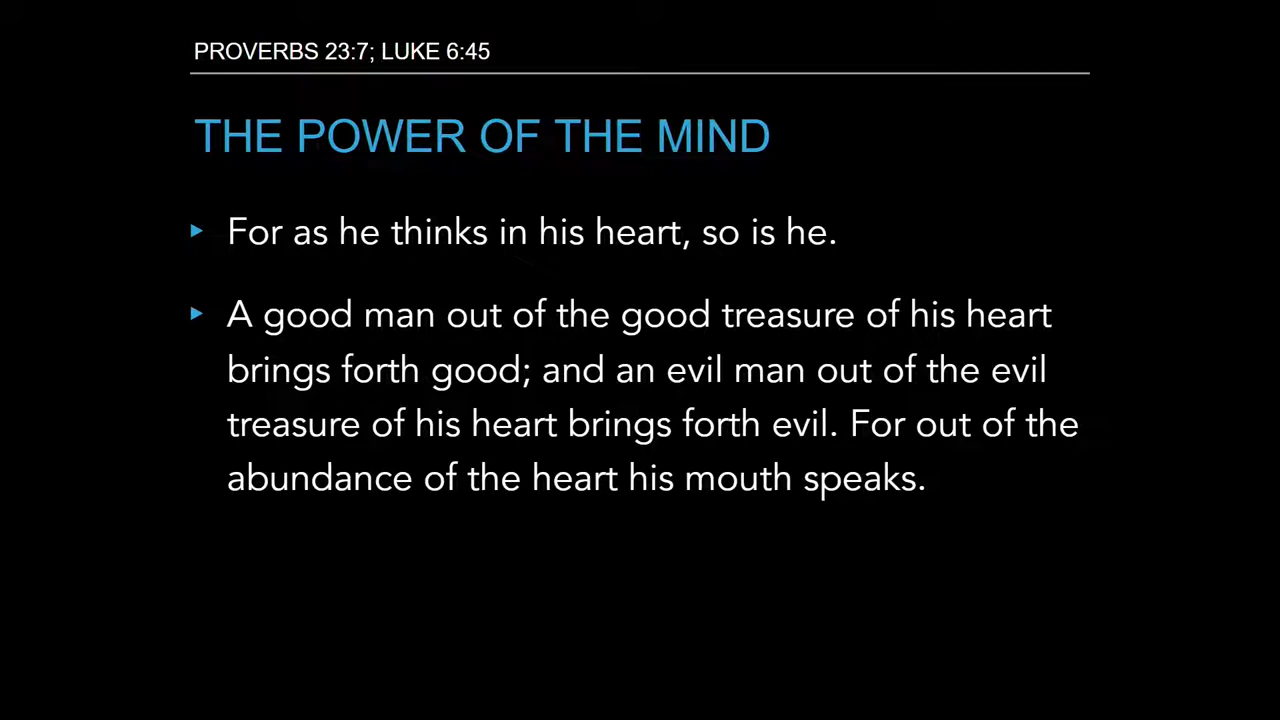 PROVERBS 23:7; LUKE 6:45
THE POWER OF THE MIND
‣ For as he thinks in his heart, so is he.
‣ A good man out of the good treasure of his heart
brings forth good; and an evil man out of the evil
treasure of his heart brings forth evil. For out of the
abundance of the heart his mouth speaks.